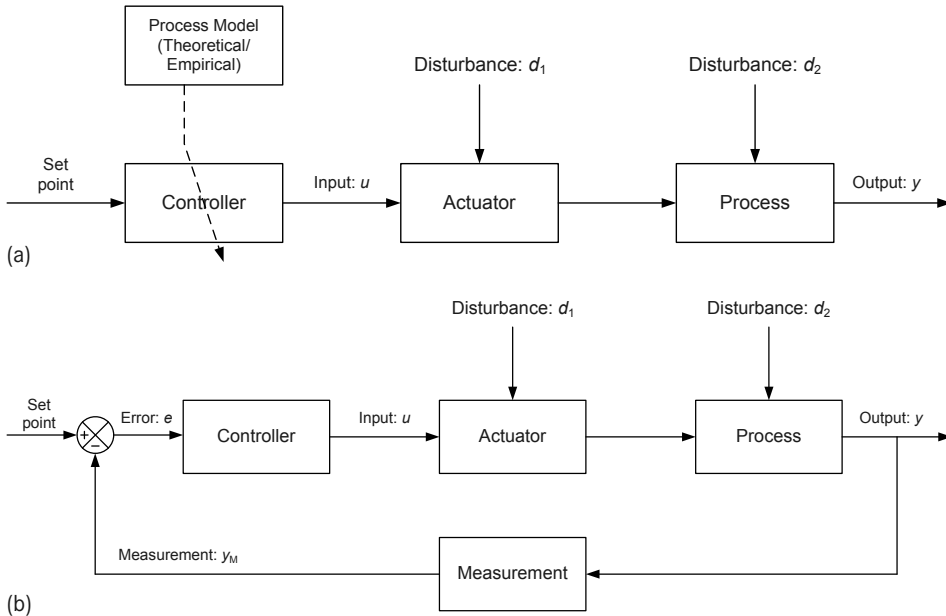 Process Model
(Theoretical/
Empirical)
Disturbance: d1
Disturbance: d2
Set
point
Controller
Input: u
Actuator
Process
Output: y
(a)
Disturbance: d1
Disturbance: d2
Set
point
+
−
Error: e
Controller
Input: u
Actuator
Process
Output: y
Measurement: yM
Measurement
(b)